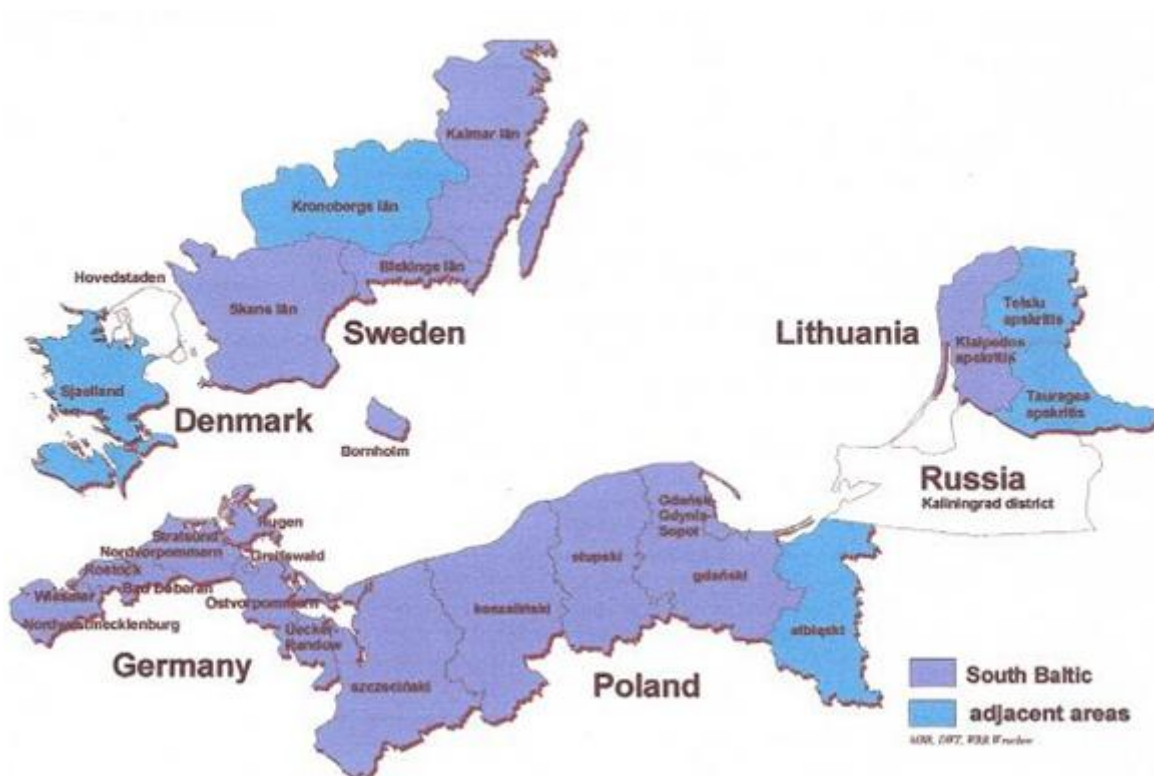 Kalmar län
Kronobergs län
Blekings län
Hovedstaden
Skans län
Sweden
Sjaelland
Denmark
Bornholm
Lithuania
Telsiu
apskritis
Klaipedos
apskritis
Taurages
apskritis
Russia
Kaliningrad district
Rugen
Stralsund
Nordvorpommern
Greifswald
Rostock
Bad Doberan
Wismar
Ostvorpommern
Nordwestmecklenburg
Uecker-
Randow
Germany
Gdańsk-
Gdynia-
Sopot
słupski
gdański
koszaliński
elbląski
szczeciński
Poland
South Baltic
adjacent areas